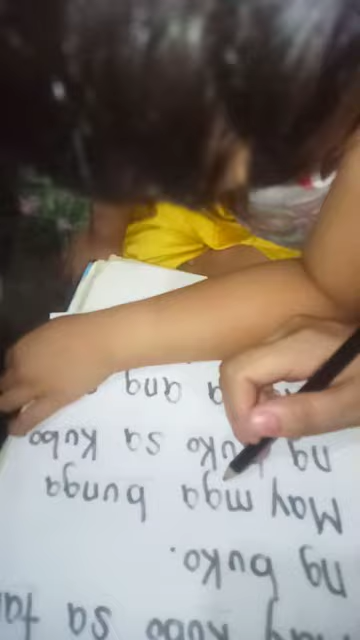 kubo sa
ng buko.
May mga bunga
ng buko sa kubo
ang